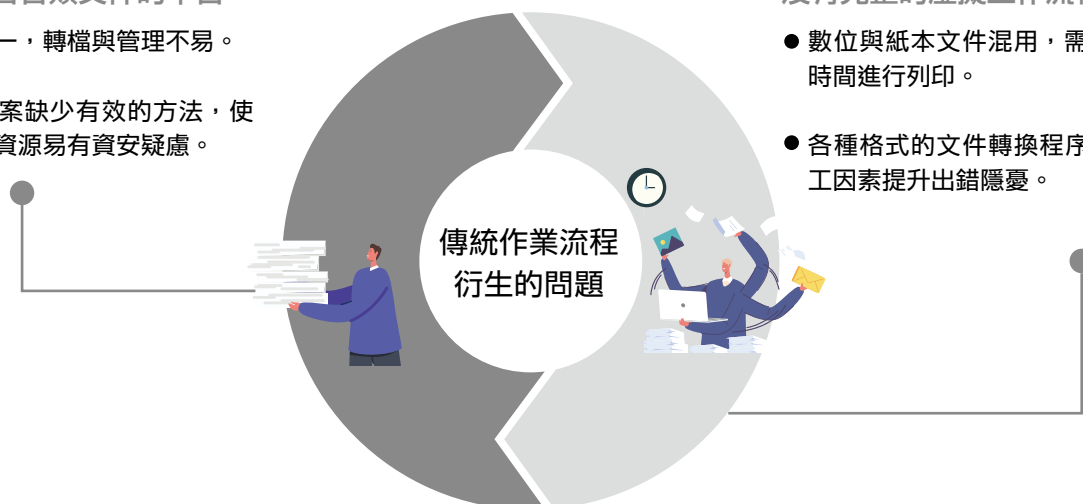 一，轉檔與管理不易。
案缺少有效的方法，使
資源易有資安疑慮。
傳統作業流程
衍生的問題
● 數位與紙本文件混用，需
時間進行列印。
● 各種格式的文件轉換程序
工因素提升出錯隱憂。